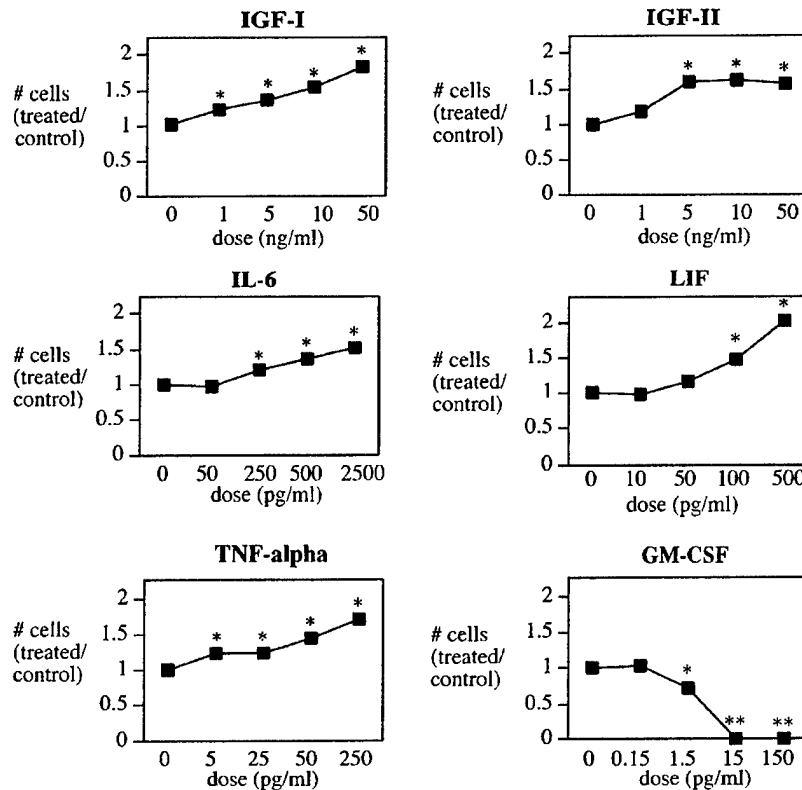 IGF-I
2
* * * *
# cells
(treated/
control)
1.5
1
0.5
0
0 1 5 10 50
dose (ng/ml)
IGF-II
2
* * *
# cells
(treated/
control)
1.5
1
0.5
0
0 1 5 10 50
dose (ng/ml)
IL-6
2
* * *
# cells
(treated/
control)
1.5
1
0.5
0
0 50 250 500 2500
dose (pg/ml)
LIF
2
* *
# cells
(treated/
control)
1.5
1
0.5
0
0 10 50 100 500
dose (pg/ml)
TNF-alpha
2
* * * *
# cells
(treated/
control)
1.5
1
0.5
0
0 5 25 50 250
dose (pg/ml)
GM-CSF
2
# cells
(treated/
control)
1.5
1
0.5
0
* ** **
0 0.15 1.5 15 150
dose (pg/ml)